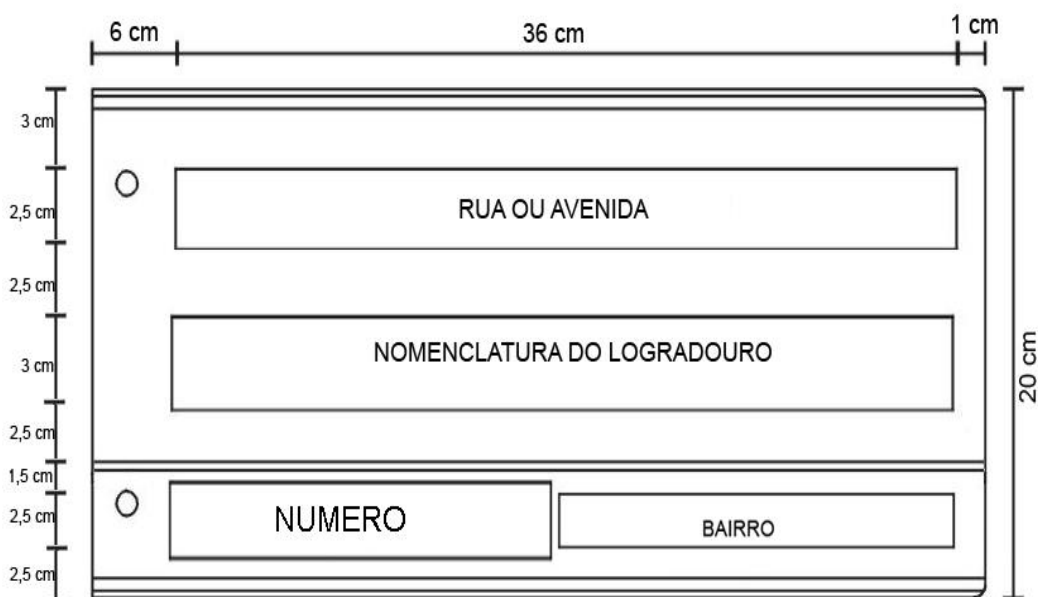 6 cm
36 cm
1 cm
3 cm
2,5 cm
RUA OU AVENIDA
2,5 cm
3 cm
NOMENCLATURA DO LOGRADOURO
20 cm
2,5 cm
1,5 cm
2,5 cm
NUMERO
BAIRRO
2,5 cm